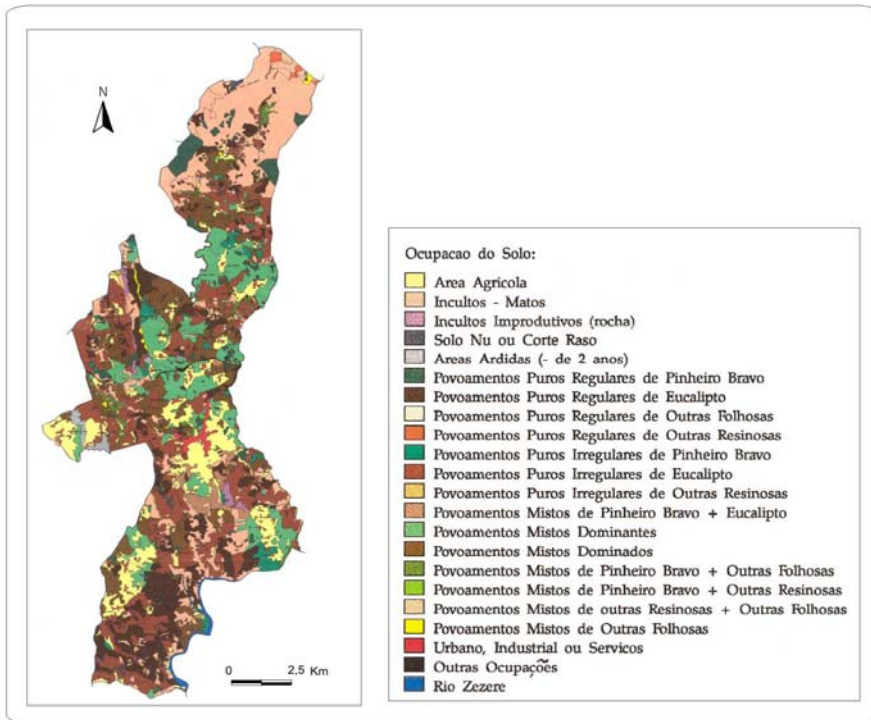 N
0 2,5 Km
Ocupacao do Solo:
Area Agricola
Incultos - Matos
Incultos Improdutivos (rocha)
Solo Nu ou Corte Raso
Areas Ardidas (- de 2 anos)
Povoamentos Puros Regulares de Pinheiro Bravo
Povoamentos Puros Regulares de Eucalipto
Povoamentos Puros Regulares de Outras Folhosas
Povoamentos Puros Regulares de Outras Resinosas
Povoamentos Puros Irregulares de Pinheiro Bravo
Povoamentos Puros Irregulares de Eucalipto
Povoamentos Puros Irregulares de Outras Resinosas
Povoamentos Mistos de Pinheiro Bravo + Eucalipto
Povoamentos Mistos Dominantes
Povoamentos Mistos Dominados
Povoamentos Mistos de Pinheiro Bravo + Outras Folhosas
Povoamentos Mistos de Pinheiro Bravo + Outras Resinosas
Povoamentos Mistos de outras Resinosas + Outras Folhosas
Povoamentos Mistos de Outras Folhosas
Urbano, Industrial ou Servicos
Outras Ocupações
Rio Zezere